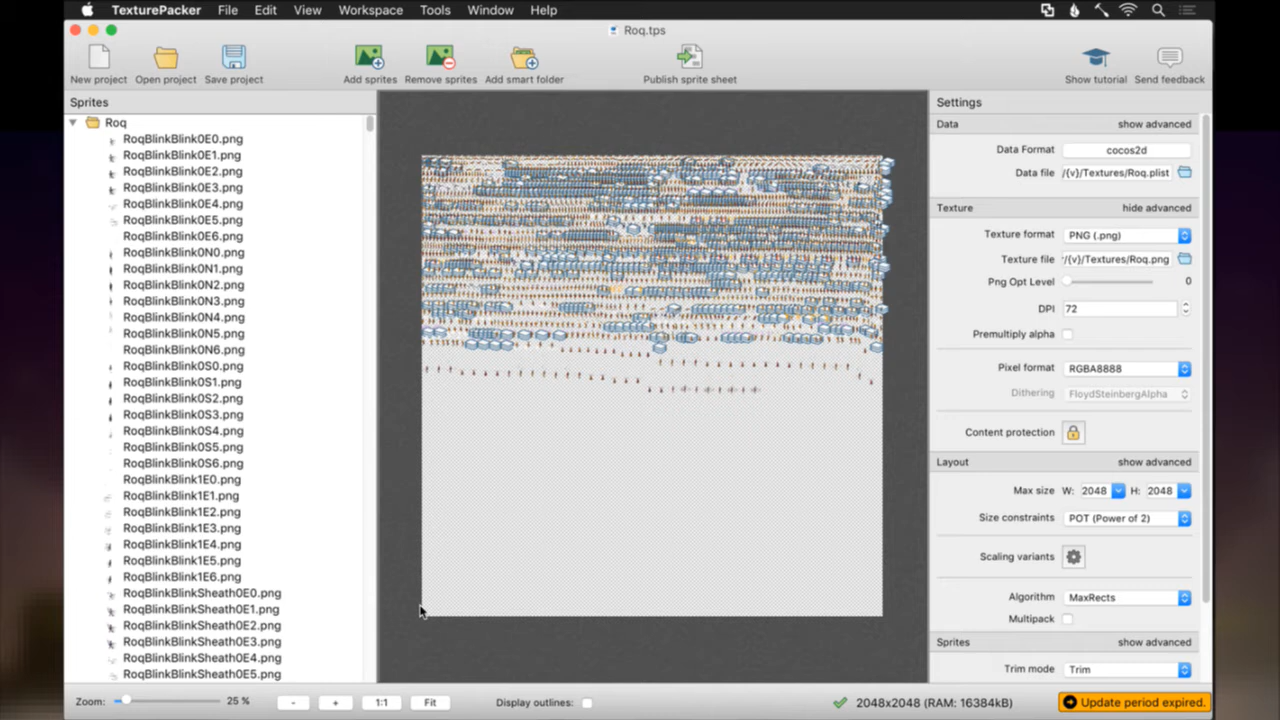 TexturePacker File Edit View Workspace Tools Window Help
Roq.tps
New project Open project Save project Add sprites Remove sprites Add smart folder Publish sprite sheet Show tutorial Send feedback
Sprites
Roq
RoqBlinkBlink0E0.png
RoqBlinkBlink0E1.png
RoqBlinkBlink0E2.png
RoqBlinkBlink0E3.png
RoqBlinkBlink0E4.png
RoqBlinkBlink0E5.png
RoqBlinkBlink0E6.png
RoqBlinkBlink0N0.png
RoqBlinkBlink0N1.png
RoqBlinkBlink0N2.png
RoqBlinkBlink0N3.png
RoqBlinkBlink0N4.png
RoqBlinkBlink0N5.png
RoqBlinkBlink0N6.png
RoqBlinkBlink0S0.png
RoqBlinkBlink0S1.png
RoqBlinkBlink0S2.png
RoqBlinkBlink0S3.png
RoqBlinkBlink0S4.png
RoqBlinkBlink0S5.png
RoqBlinkBlink0S6.png
RoqBlinkBlink1E0.png
RoqBlinkBlink1E1.png
RoqBlinkBlink1E2.png
RoqBlinkBlink1E3.png
RoqBlinkBlink1E4.png
RoqBlinkBlink1E5.png
RoqBlinkBlink1E6.png
RoqBlinkBlinkSheath0E0.png
RoqBlinkBlinkSheath0E1.png
RoqBlinkBlinkSheath0E2.png
RoqBlinkBlinkSheath0E3.png
RoqBlinkBlinkSheath0E4.png
RoqBlinkBlinkSheath0E5.png
Settings
Data show advanced
Data Format cocos2d
Data file /{v}/Textures/Roq.plist
Texture hide advanced
Texture format PNG (.png)
Texture file /{v}/Textures/Roq.png
Png Opt Level 0
DPI 72
Premultiply alpha
Pixel format RGBA8888
Dithering FloydSteinbergAlpha
Content protection
Layout show advanced
Max size W: 2048 H: 2048
Size constraints POT (Power of 2)
Scaling variants
Algorithm MaxRects
Multipack
Sprites show advanced
Trim mode Trim
Zoom: 25 % - + 1:1 Fit Display outlines: 2048x2048 (RAM: 16384kB) Update period expired.